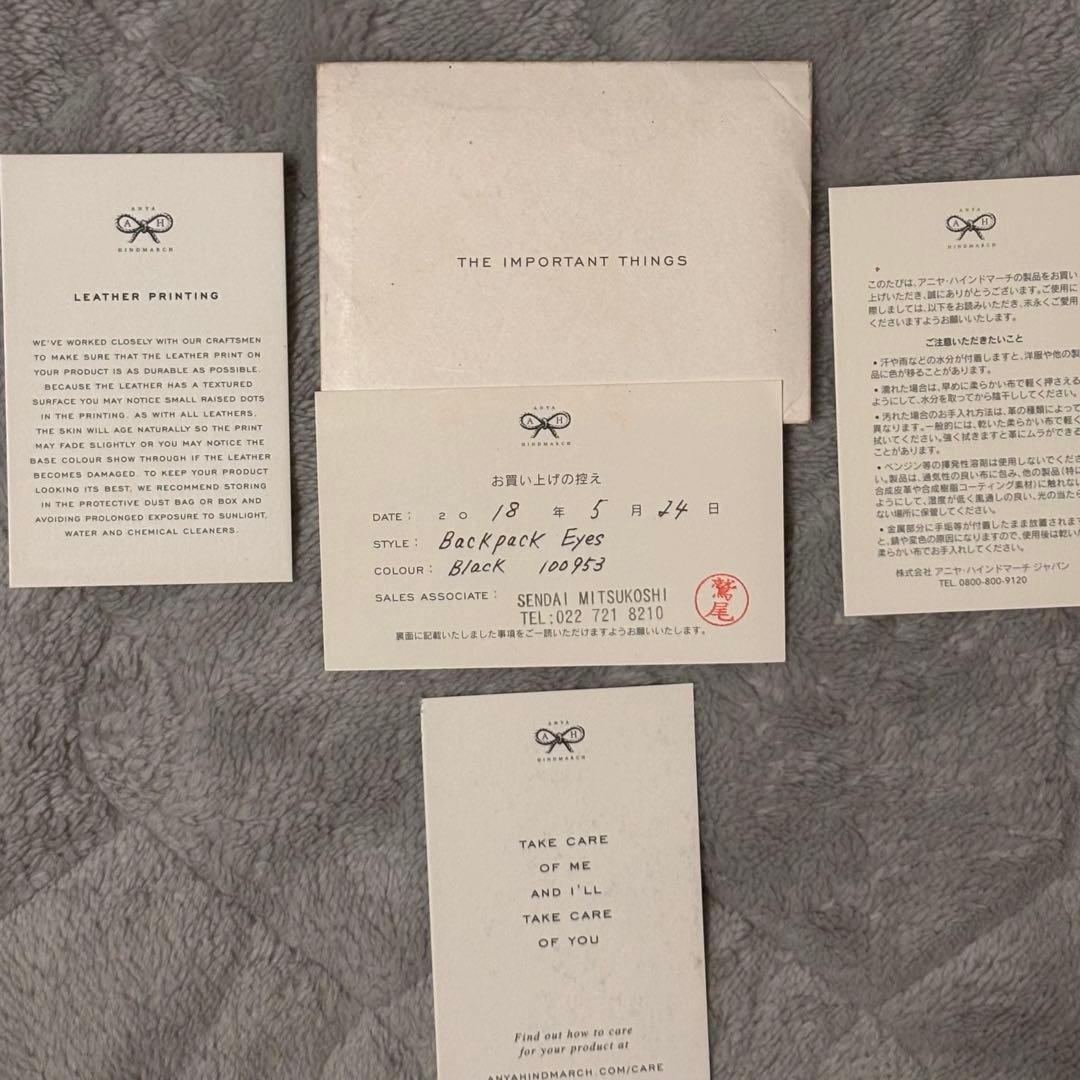 THE IMPORTANT THINGS
ANYA
A H
HINDMARCH
LEATHER PRINTING
WE'VE WORKED CLOSELY WITH OUR CRAFTSMEN
TO MAKE SURE THAT THE LEATHER PRINT ON
YOUR PRODUCT IS AS DURABLE AS POSSIBLE.
BECAUSE THE LEATHER HAS A TEXTURED
SURFACE YOU MAY NOTICE SMALL RAISED DOTS
IN THE PRINTING. AS WITH ALL LEATHERS,
THE SKIN WILL AGE NATURALLY SO THE PRINT
MAY FADE SLIGHTLY OR YOU MAY NOTICE THE
BASE COLOUR SHOW THROUGH IF THE LEATHER
BECOMES DAMAGED. TO KEEP YOUR PRODUCT
LOOKING ITS BEST, WE RECOMMEND STORING
IN THE PROTECTIVE DUST BAG OR BOX AND
AVOIDING PROLONGED EXPOSURE TO SUNLIGHT,
WATER AND CHEMICAL CLEANERS.
ANYA
A H
HINDMARCH
お買い上げの控え
DATE: 2018年5月24日
STYLE: Backpack Eyes
COLOUR: Black 100953
SALES ASSOCIATE: SENDAI MITSUKOSHI
TEL:022 721 8210
鷲尾
裏面に記載いたしました事項をご一読いただけますようお願いいたします。
ANYA
A H
HINDMARCH
このたびは、アニヤ・ハインドマーチの製品をお買い
上げいただき、誠にありがとうございます。ご使用に
際しましては、以下をお読みいただき、末永くご愛用
くださいますようお願いいたします。
ご注意いただきたいこと
• 汗や雨などの水分が付着しますと、洋服や他の製
品に色が移ることがあります。
• 濡れた場合は、早めに柔らかい布で軽く押さえる
ようにして、水分を取ってから陰干ししてください。
• 汚れた場合のお手入れ方法は、革の種類によって
異なります。一般的には、乾いた柔らかい布で軽く
拭いてください。強く拭きますと革にムラができる
ことがあります。
• ベンジン等の揮発性溶剤は使用しないでくださ
い。製品は、通気性の良い布に包み、他の製品(特に
合成皮革や合成樹脂コーティング素材)に触れない
ようにして、湿度が低く風通しの良い、光の当たら
ない場所に保管してください。
• 金属部分に手垢等が付着したまま放置されます
と、錆や変色の原因になりますので、使用後は乾いた
柔らかい布でお手入れしてください。
株式会社 アニヤ・ハインドマーチ ジャパン
TEL. 0800-800-9120
ANYA
A H
HINDMARCH
TAKE CARE
OF ME
AND I'LL
TAKE CARE
OF YOU
Find out how to care
for your product at
ANYAHINDMARCH.COM/CARE